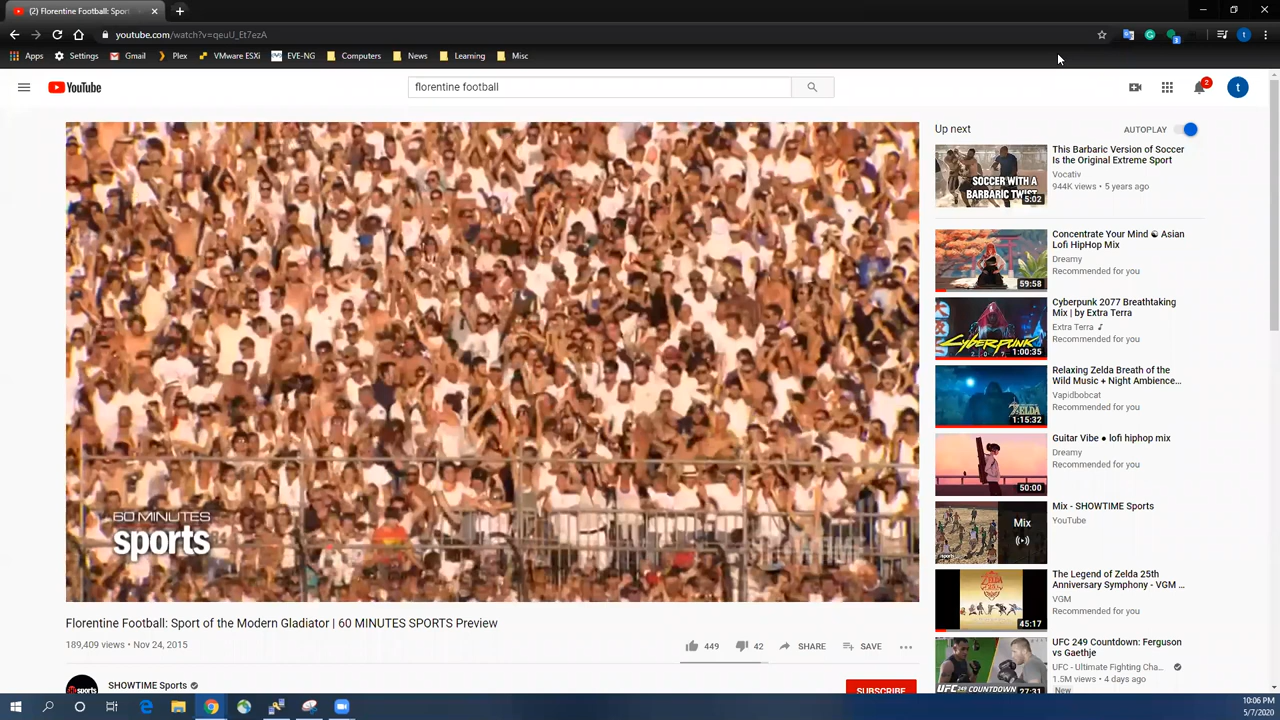 (2) Florentine Football: Spor
youtube.com/watch?v=qeuU_Et7ezA
Apps
Settings
Gmail
Plex
VMware ESXi
EVE-NG
Computers
News
Learning
Misc
YouTube
florentine football
2
t
60 MINUTES
sports
Florentine Football: Sport of the Modern Gladiator | 60 MINUTES SPORTS Preview
189,409 views • Nov 24, 2015
449
42
SHARE
SAVE
SHOWTIME Sports
SUBSCRIBE
Up next
AUTOPLAY
SOCCER WITH A
BARBARIC TWIST
5:02
This Barbaric Version of Soccer
Is the Original Extreme Sport
Vocativ
944K views • 5 years ago
59:58
Concentrate Your Mind ☯ Asian
Lofi HipHop Mix
Dreamy
Recommended for you
CYBERPUNK
2077
1:00:35
Cyberpunk 2077 Breathtaking
Mix | by Extra Terra
Extra Terra ♪
Recommended for you
ZELDA
1:15:32
Relaxing Zelda Breath of the
Wild Music + Night Ambience...
Vapidbobcat
Recommended for you
50:00
Guitar Vibe ● lofi hiphop mix
Dreamy
Recommended for you
Mix
Mix - SHOWTIME Sports
YouTube
ZELDA
45:17
The Legend of Zelda 25th
Anniversary Symphony - VGM ...
VGM
Recommended for you
UFC 249 COUNTDOWN
27:31
UFC 249 Countdown: Ferguson
vs Gaethje
UFC - Ultimate Fighting Cha...
1.5M views • 4 days ago
New
10:06 PM
5/7/2020